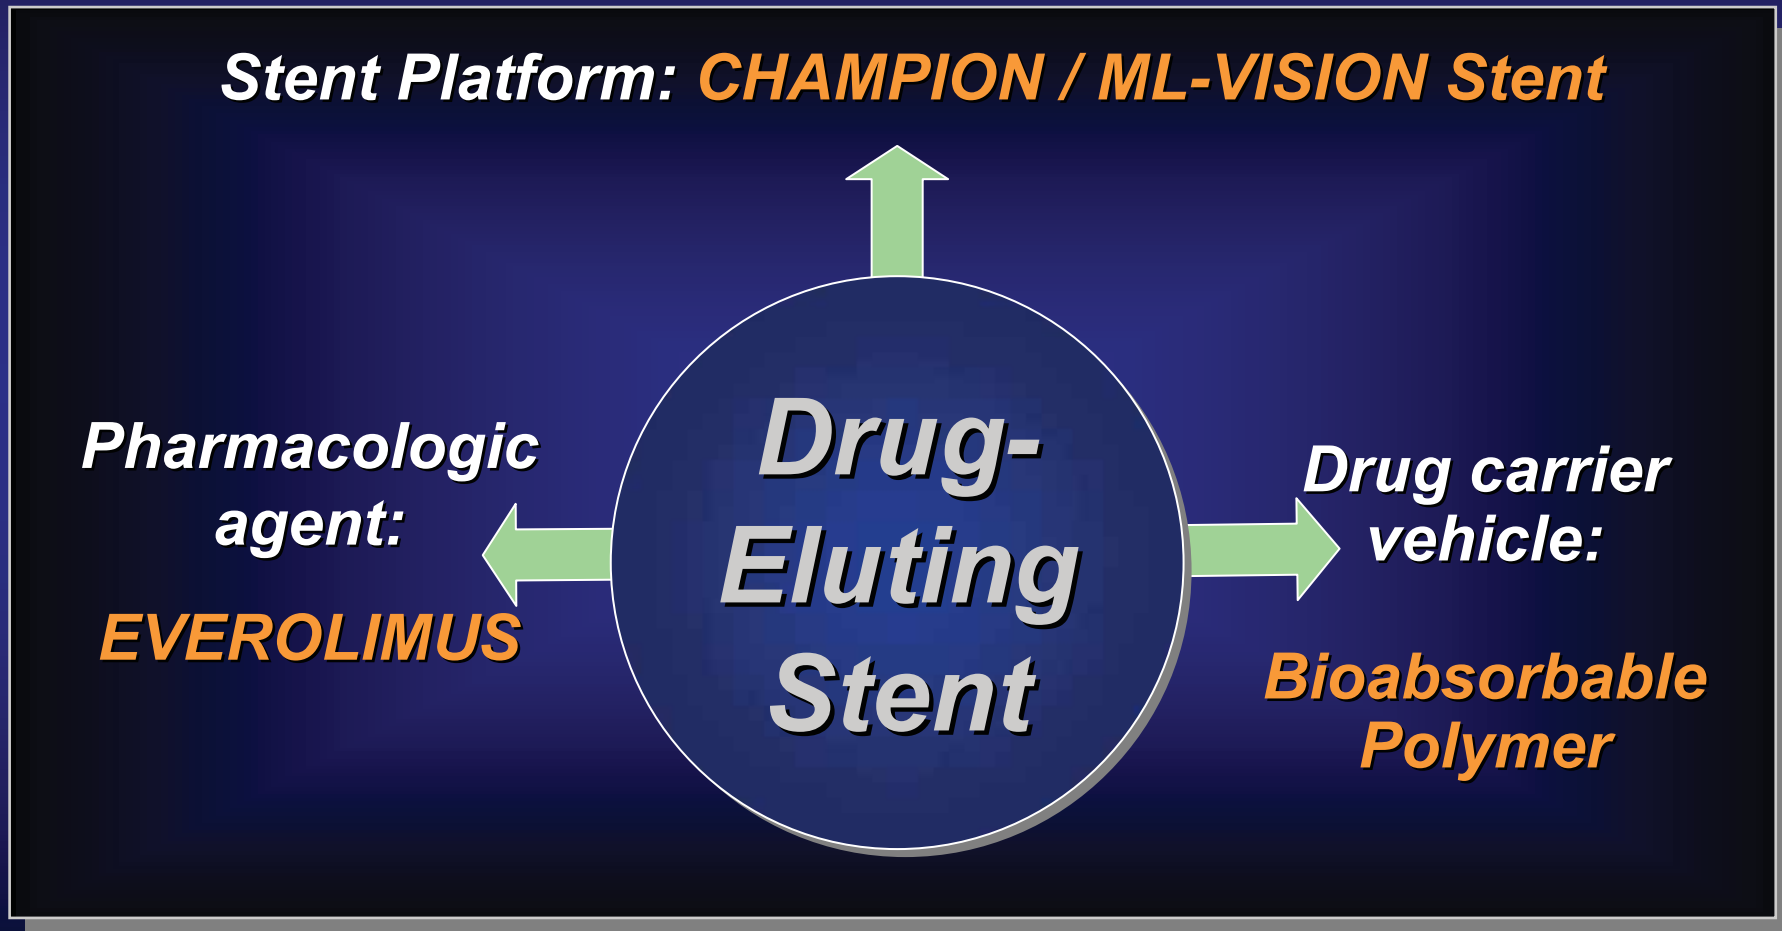 Stent Platform: CHAMPION / ML-VISION Stent
Pharmacologic
agent:
EVEROLIMUS
Drug-
Eluting
Stent
Drug carrier
vehicle:
Bioabsorbable
Polymer